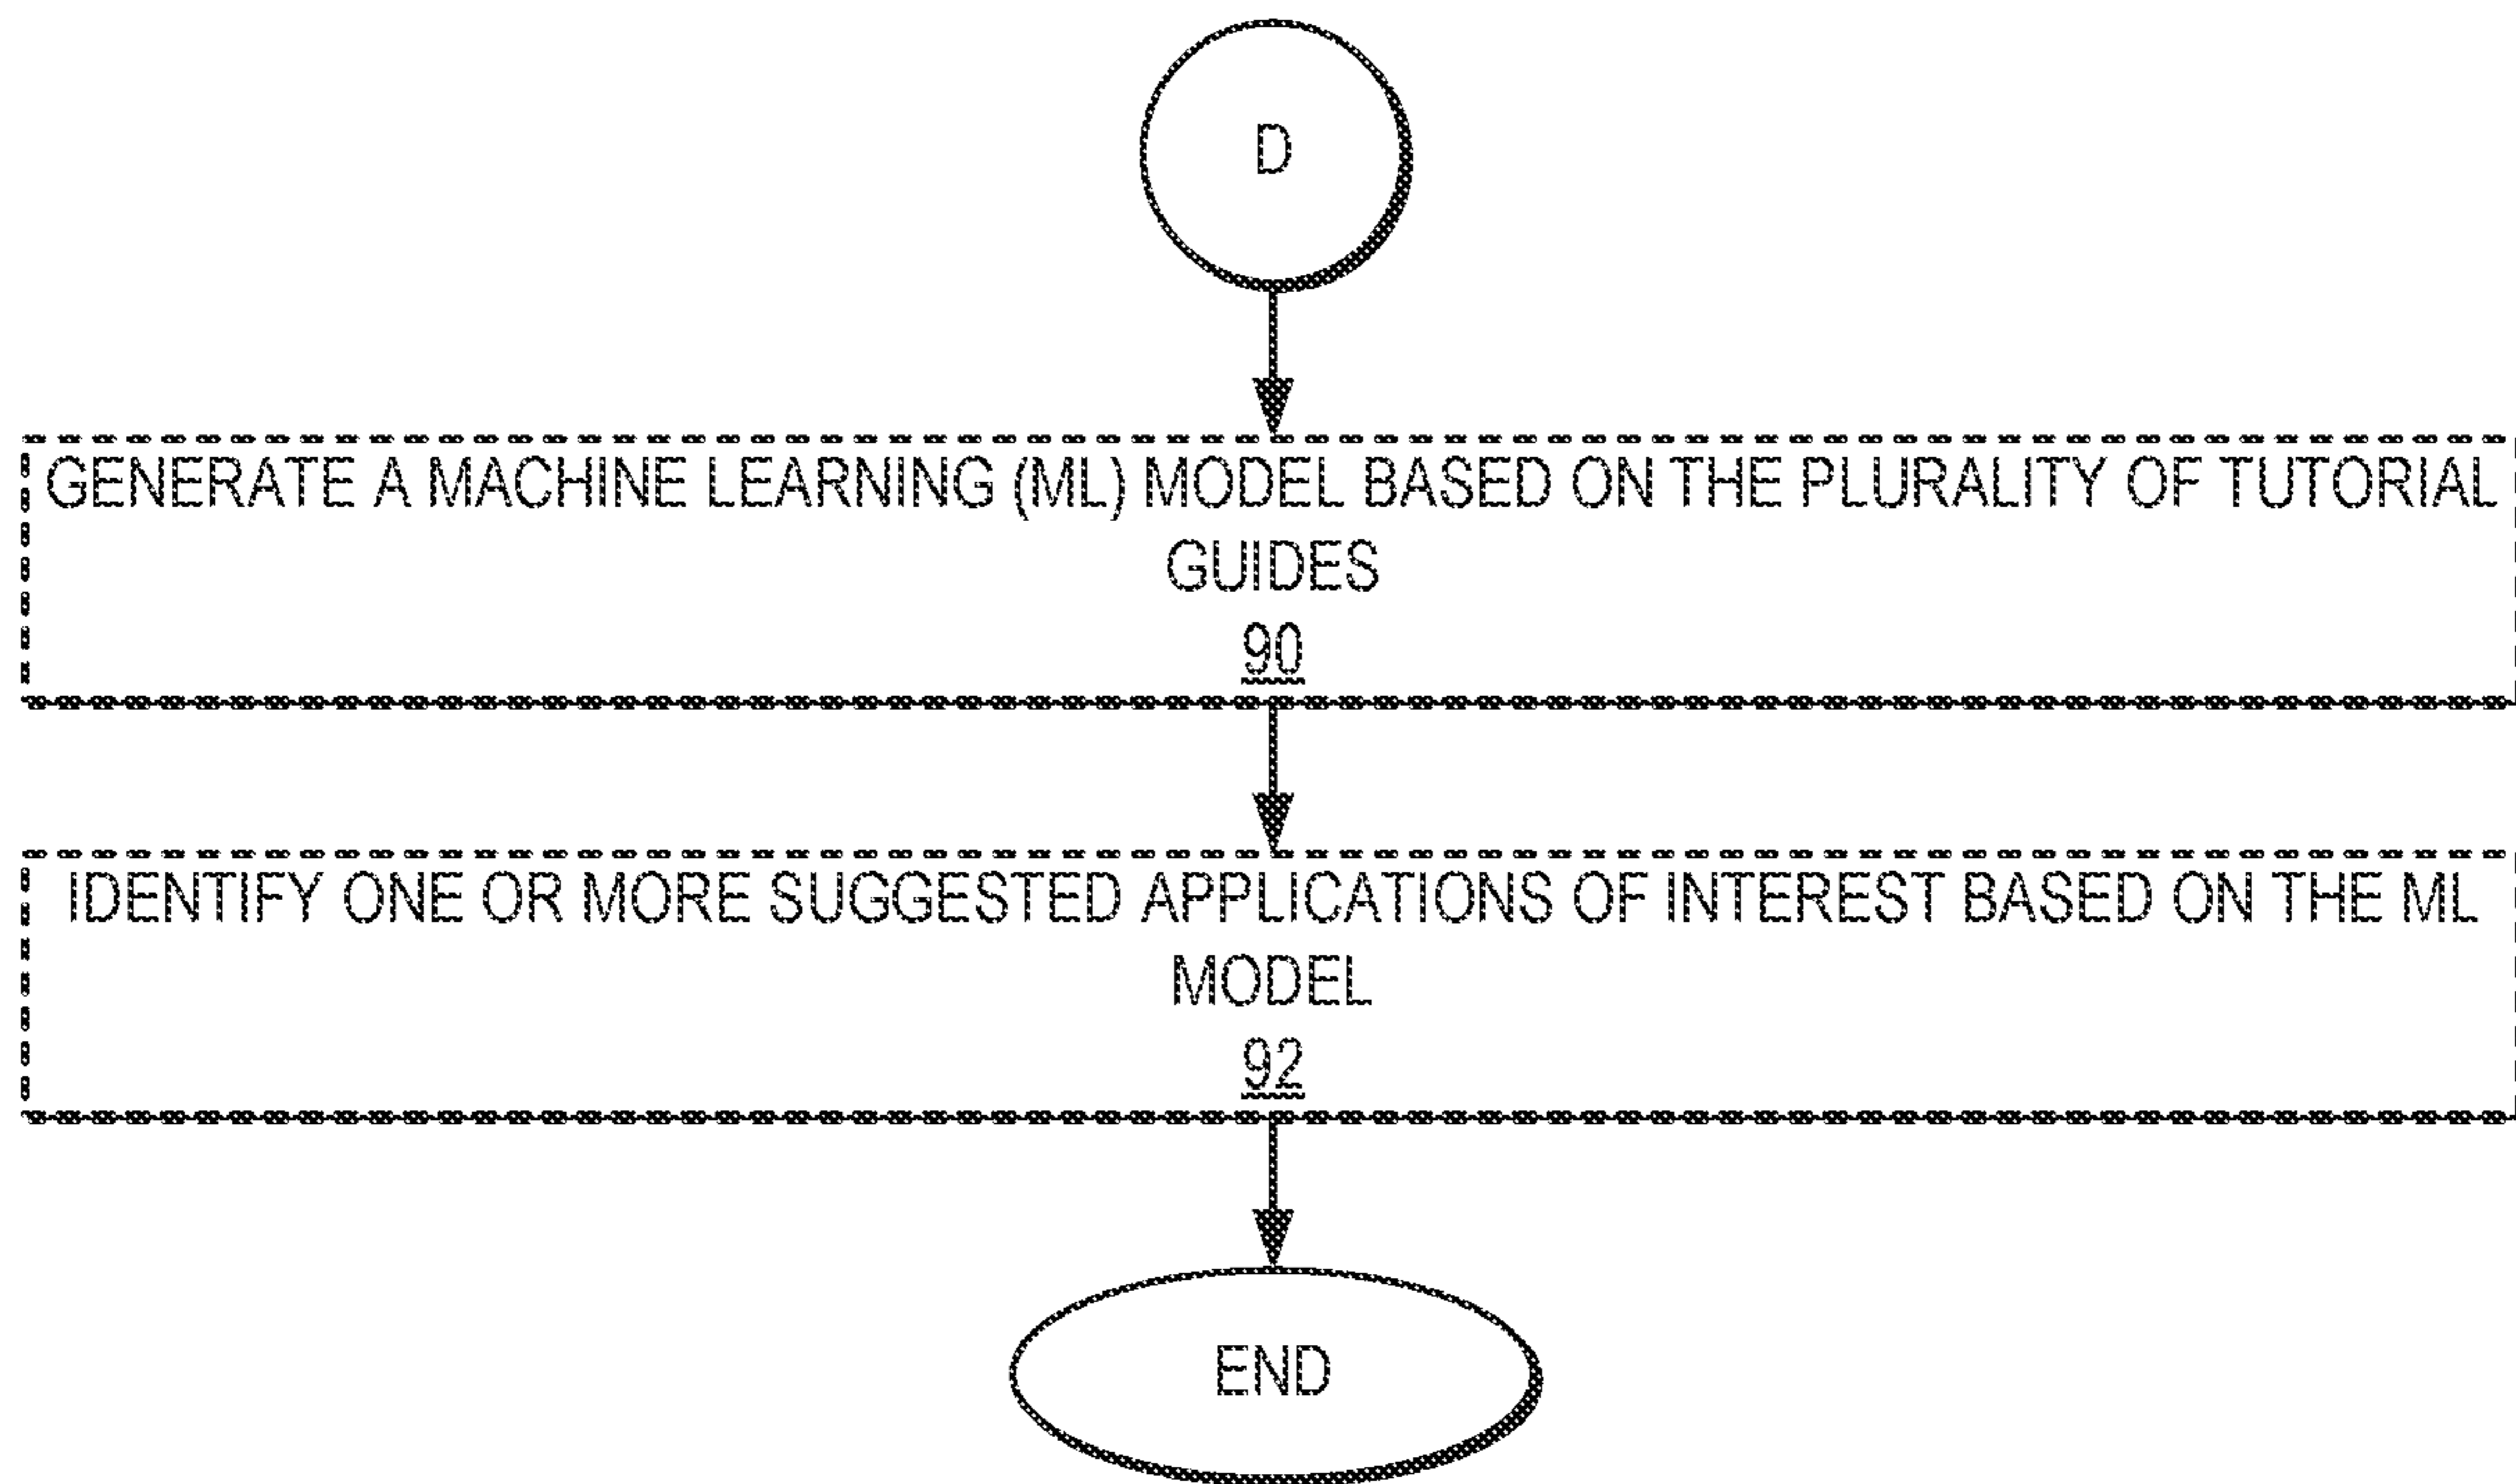 D
GENERATE A MACHINE LEARNING (ML) MODEL BASED ON THE PLURALITY OF TUTORIAL
GUIDES
90
IDENTIFY ONE OR MORE SUGGESTED APPLICATIONS OF INTEREST BASED ON THE ML
MODEL
92
END